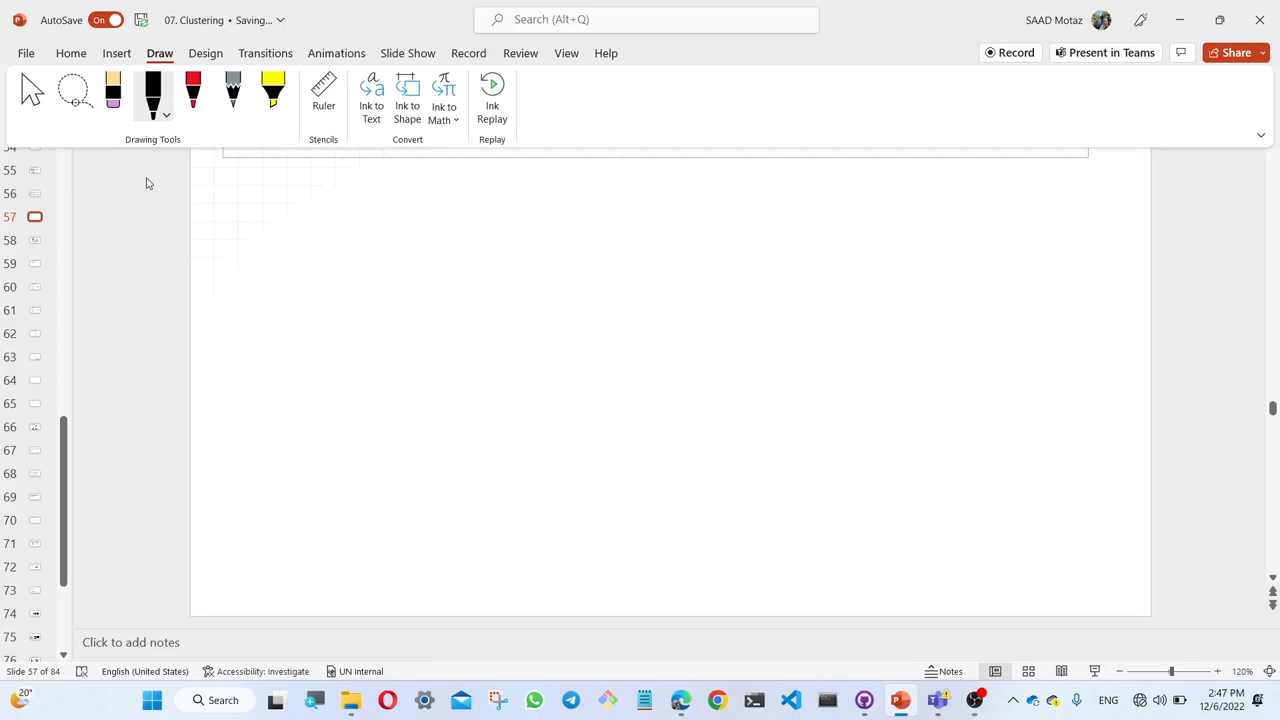 AutoSave On 07. Clustering • Saving... Search (Alt+Q) SAAD Motaz
File Home Insert Draw Design Transitions Animations Slide Show Record Review View Help Record Present in Teams Share
Ruler
Ink to Text
Ink to Shape
Ink to Math
Ink Replay
Drawing Tools Stencils Convert Replay
54
55
56
57
58
59
60
61
62
63
64
65
66
67
68
69
70
71
72
73
74
75
76
Click to add notes
Slide 57 of 84 English (United States) Accessibility: Investigate UN Internal Notes 120%
20° Search ENG 2:47 PM
12/6/2022